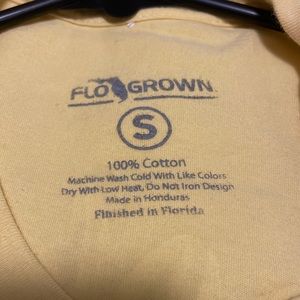 FLO GROWN
S
100% Cotton
Machine Wash Cold With Like Colors
Dry With Low Heat, Do Not Iron Design
Made in Honduras
Finished in Florida